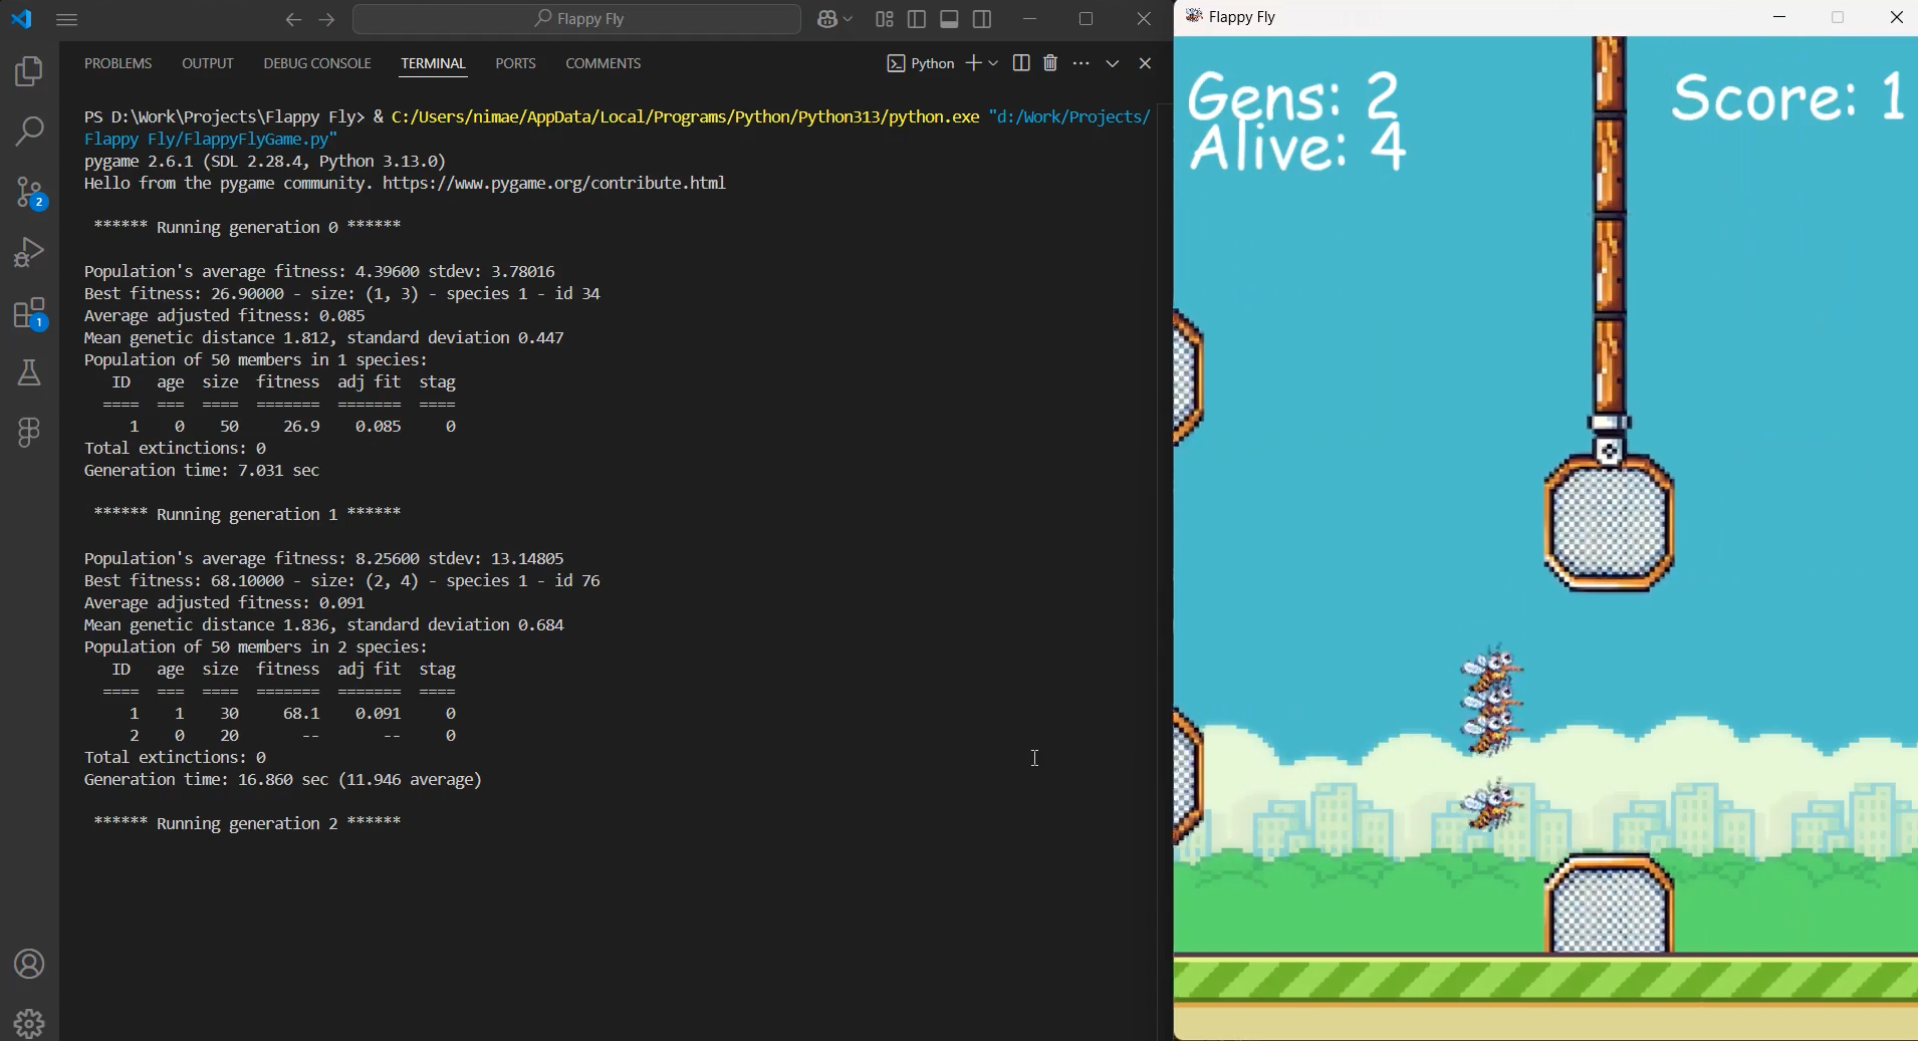 Flappy Fly
PROBLEMS OUTPUT DEBUG CONSOLE TERMINAL PORTS COMMENTS
Python
PS D:\Work\Projects\Flappy Fly> & C:/Users/nimae/AppData/Local/Programs/Python/Python313/python.exe "d:/Work/Projects/
Flappy Fly/FlappyFlyGame.py"
pygame 2.6.1 (SDL 2.28.4, Python 3.13.0)
Hello from the pygame community. https://www.pygame.org/contribute.html
****** Running generation 0 ******
Population's average fitness: 4.39600 stdev: 3.78016
Best fitness: 26.90000 - size: (1, 3) - species 1 - id 34
Average adjusted fitness: 0.085
Mean genetic distance 1.812, standard deviation 0.447
Population of 50 members in 1 species:
ID age size fitness adj fit stag
==== === ==== ======= ======= ====
1 0 50 26.9 0.085 0
Total extinctions: 0
Generation time: 7.031 sec
****** Running generation 1 ******
Population's average fitness: 8.25600 stdev: 13.14805
Best fitness: 68.10000 - size: (2, 4) - species 1 - id 76
Average adjusted fitness: 0.091
Mean genetic distance 1.836, standard deviation 0.684
Population of 50 members in 2 species:
ID age size fitness adj fit stag
==== === ==== ======= ======= ====
1 1 30 68.1 0.091 0
2 0 20 -- -- 0
Total extinctions: 0
Generation time: 16.860 sec (11.946 average)
****** Running generation 2 ******
2
1
Flappy Fly
Gens: 2
Alive: 4
Score: 1